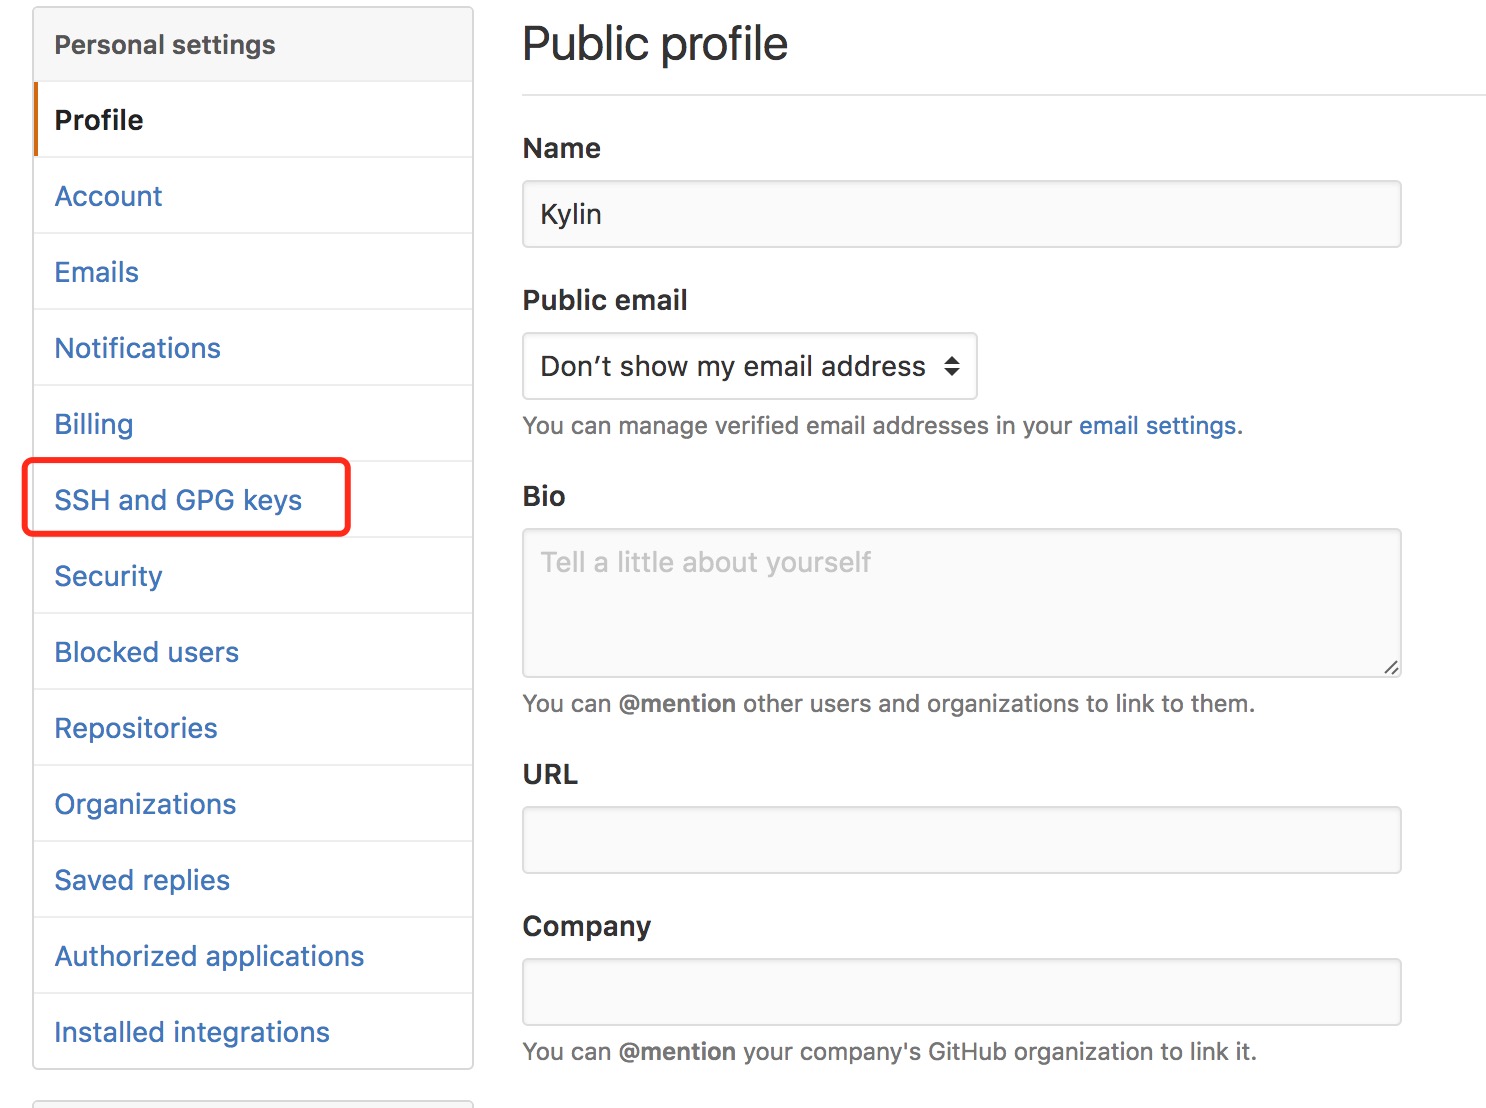 Personal settings
Profile
Account
Emails
Notifications
Billing
SSH and GPG keys
Security
Blocked users
Repositories
Organizations
Saved replies
Authorized applications
Installed integrations
Public profile
Name
Kylin
Public email
Don’t show my email address
You can manage verified email addresses in your email settings.
Bio
Tell a little about yourself
You can @mention other users and organizations to link to them.
URL
Company
You can @mention your company's GitHub organization to link it.